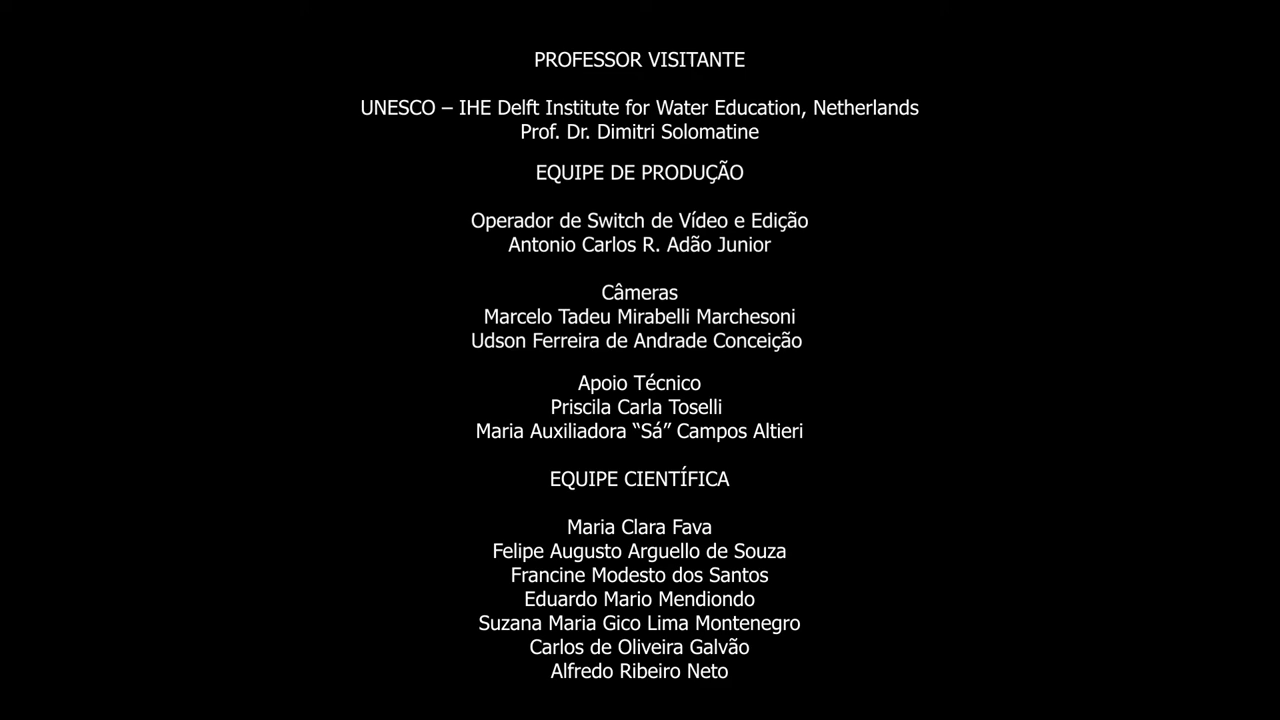 PROFESSOR VISITANTE
UNESCO – IHE Delft Institute for Water Education, Netherlands
Prof. Dr. Dimitri Solomatine
EQUIPE DE PRODUÇÃO
Operador de Switch de Vídeo e Edição
Antonio Carlos R. Adão Junior
Câmeras
Marcelo Tadeu Mirabelli Marchesoni
Udson Ferreira de Andrade Conceição
Apoio Técnico
Priscila Carla Toselli
Maria Auxiliadora “Sá” Campos Altieri
EQUIPE CIENTÍFICA
Maria Clara Fava
Felipe Augusto Arguello de Souza
Francine Modesto dos Santos
Eduardo Mario Mendiondo
Suzana Maria Gico Lima Montenegro
Carlos de Oliveira Galvão
Alfredo Ribeiro Neto